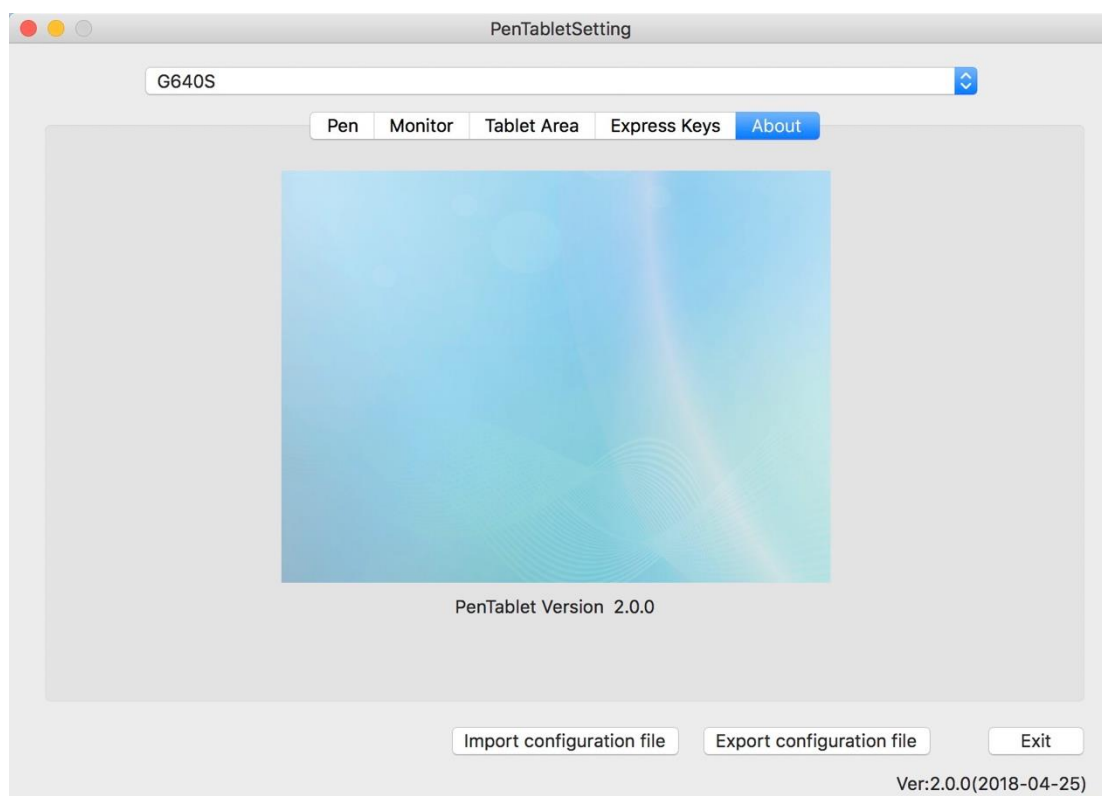 PenTabletSetting
G640S
Pen Monitor Tablet Area Express Keys About
PenTablet Version 2.0.0
Import configuration file Export configuration file Exit
Ver:2.0.0(2018-04-25)